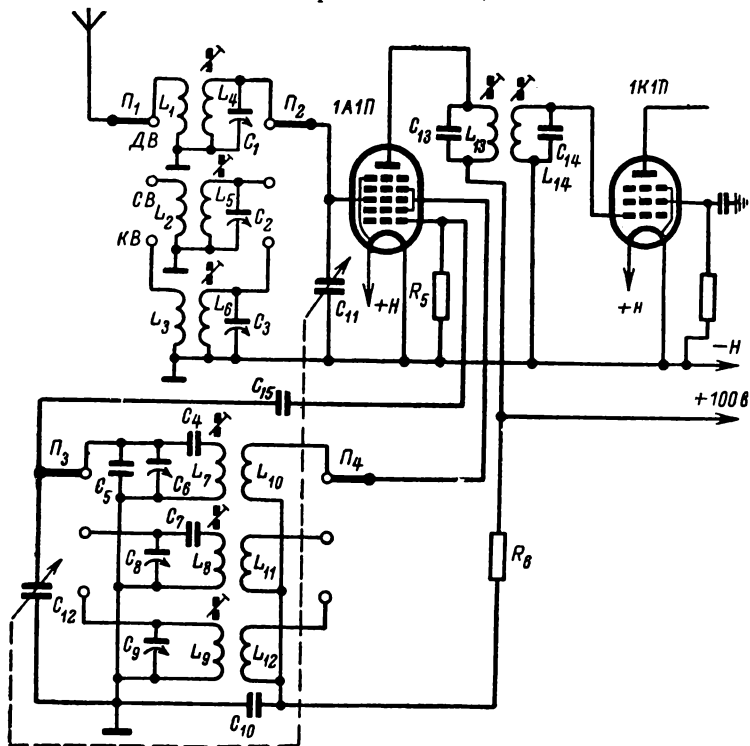 П₁
ДВ
L₁
L₄
C₁
П₂
1А1П
C₁₃
L₁₃
L₁₄
C₁₄
1К1П
СВ
L₂
L₅
C₂
КВ
L₃
L₆
C₃
C₁₁
+Н
R₅
+Н
−Н
C₁₅
+100в
П₃
C₅
C₄
C₆
L₇
L₁₀
П₄
C₇
C₈
L₈
L₁₁
R₆
C₁₂
C₉
L₉
L₁₂
C₁₀